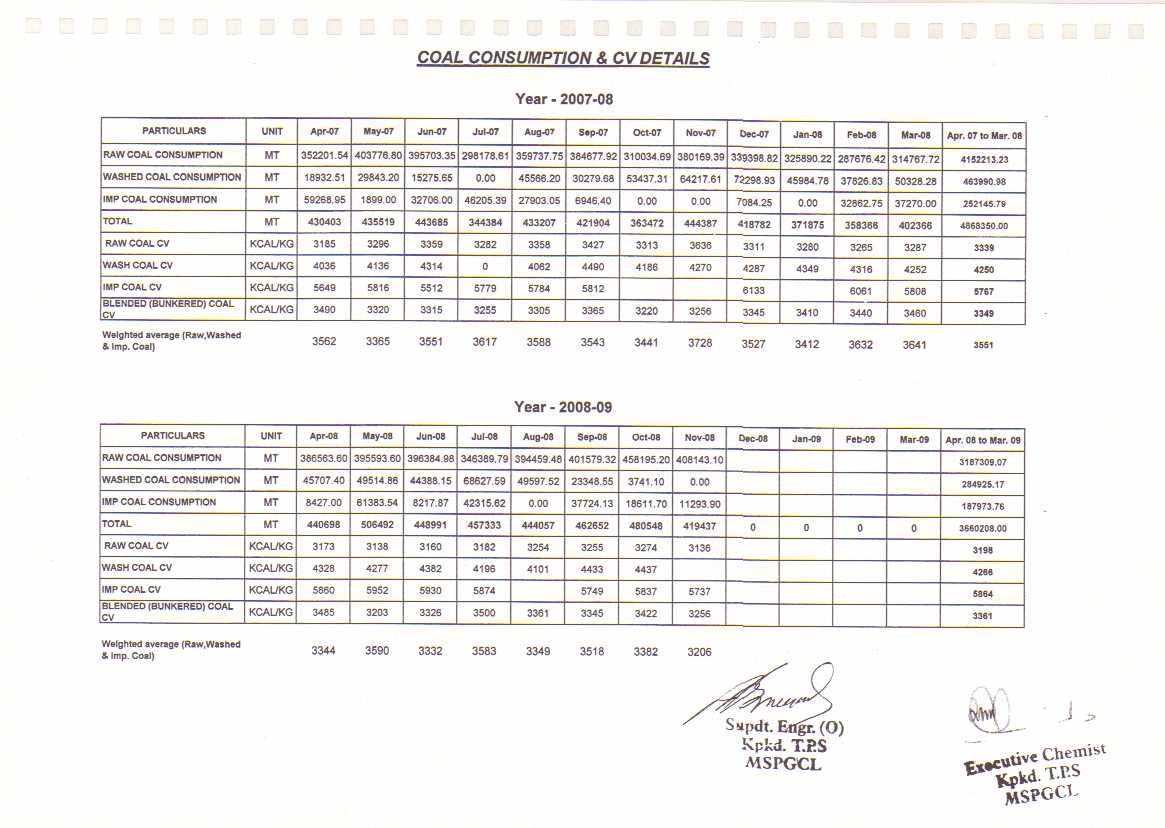 COAL CONSUMPTION & CV DETAILS
Year - 2007-08
PARTICULARS UNIT Apr-07 May-07 Jun-07 Jul-07 Aug-07 Sep-07 Oct-07 Nov-07 Dec-07 Jan-08 Feb-08 Mar-08 Apr. 07 to Mar. 08
RAW COAL CONSUMPTION MT 352201.54 403776.80 395703.35 298178.61 359737.75 384677.92 310034.69 380169.39 339398.82 325890.22 287676.42 314767.72 4152213.23
WASHED COAL CONSUMPTION MT 18932.51 29843.20 15275.65 0.00 45566.20 30279.68 53437.31 64217.61 72298.93 45984.78 37826.83 50328.28 463990.98
IMP COAL CONSUMPTION MT 59268.95 1899.00 32706.00 46205.39 27903.05 6946.40 0.00 0.00 7084.25 0.00 32862.75 37270.00 252145.79
TOTAL MT 430403 435519 443685 344384 433207 421904 363472 444387 418782 371875 358366 402366 4868350.00
RAW COAL CV KCAL/KG 3185 3296 3359 3282 3358 3427 3313 3636 3311 3280 3265 3287 3339
WASH COAL CV KCAL/KG 4036 4136 4314 0 4062 4490 4186 4270 4287 4349 4316 4252 4250
IMP COAL CV KCAL/KG 5649 5816 5512 5779 5784 5812 6133 6061 5808 5767
BLENDED (BUNKERED) COAL
CV KCAL/KG 3490 3320 3315 3255 3305 3365 3220 3256 3345 3410 3440 3460 3349
Weighted average (Raw,Washed
& Imp. Coal) 3562 3365 3551 3617 3588 3543 3441 3728 3527 3412 3632 3641 3551
Year - 2008-09
PARTICULARS UNIT Apr-08 May-08 Jun-08 Jul-08 Aug-08 Sep-08 Oct-08 Nov-08 Dec-08 Jan-09 Feb-09 Mar-09 Apr. 08 to Mar. 09
RAW COAL CONSUMPTION MT 386563.60 395593.60 396384.98 346389.79 394459.48 401579.32 458195.20 408143.10 3187309.07
WASHED COAL CONSUMPTION MT 45707.40 49514.86 44388.15 68627.59 49597.52 23348.55 3741.10 0.00 284925.17
IMP COAL CONSUMPTION MT 8427.00 61383.54 8217.87 42315.62 0.00 37724.13 18611.70 11293.90 187973.76
TOTAL MT 440698 506492 448991 457333 444057 462652 480548 419437 0 0 0 0 3660208.00
RAW COAL CV KCAL/KG 3173 3138 3160 3182 3254 3255 3274 3136 3198
WASH COAL CV KCAL/KG 4328 4277 4382 4196 4101 4433 4437 4266
IMP COAL CV KCAL/KG 5860 5952 5930 5874 5749 5837 5737 5864
BLENDED (BUNKERED) COAL
CV KCAL/KG 3485 3203 3326 3500 3361 3345 3422 3256 3361
Weighted average (Raw,Washed
& Imp. Coal) 3344 3590 3332 3583 3349 3518 3382 3206
Supdt. Engr. (O)
Kpkd. T.P.S
MSPGCL
Executive Chemist
Kpkd. T.P.S
MSPGCL